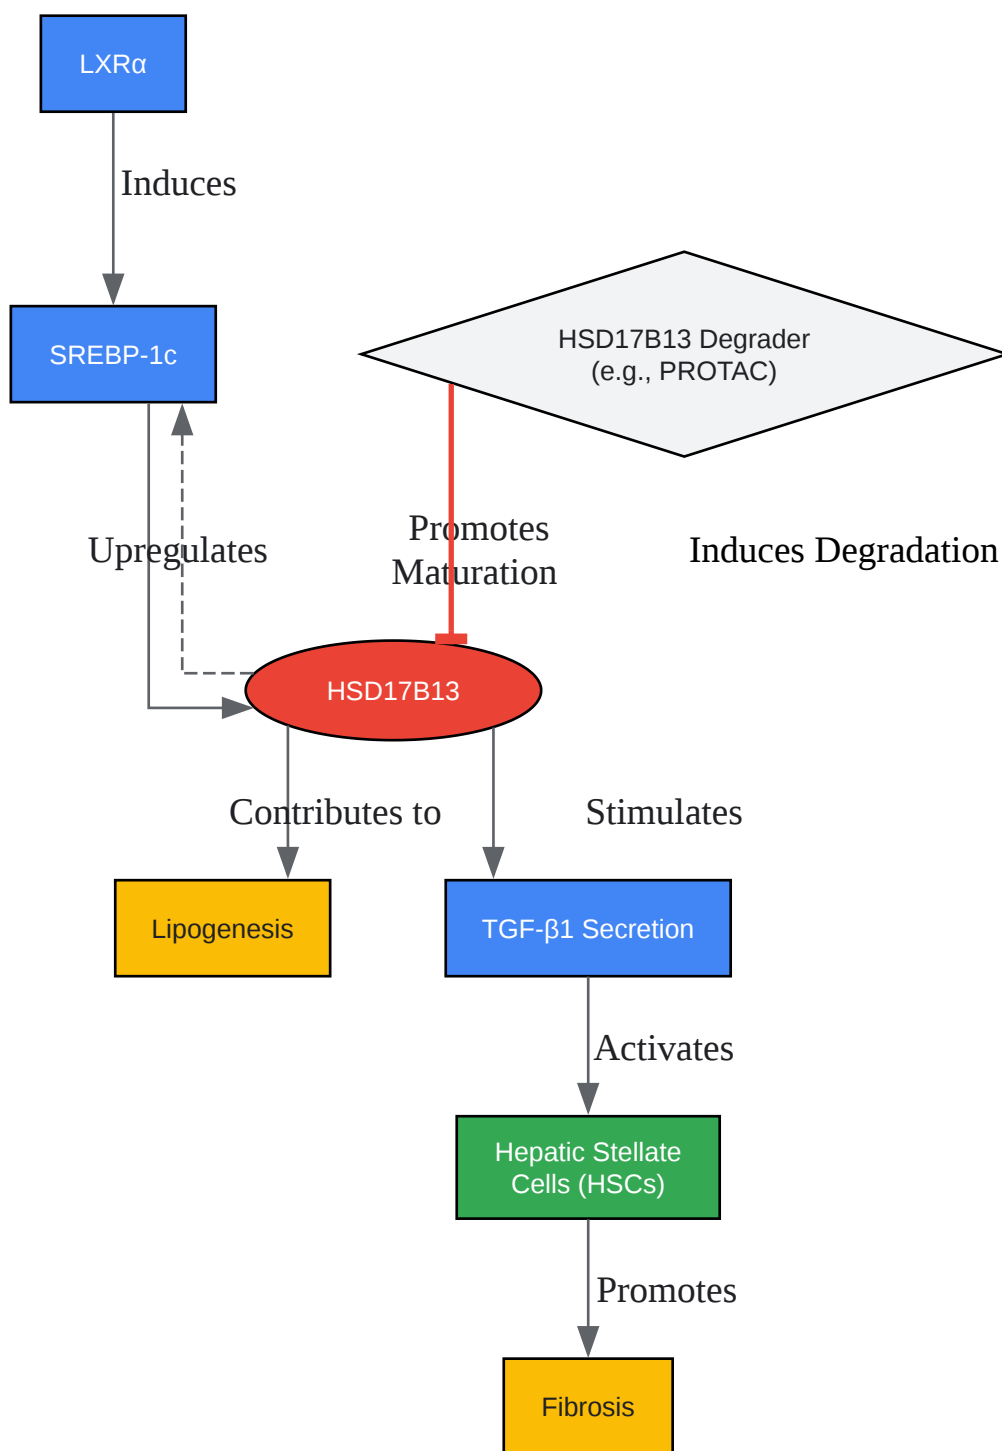 LXRα
Induces
SREBP-1c
HSD17B13 Degrader
(e.g., PROTAC)
Upregulates
Promotes
Maturation
Induces Degradation
HSD17B13
Contributes to
Stimulates
Lipogenesis
TGF-β1 Secretion
Activates
Hepatic Stellate
Cells (HSCs)
Promotes
Fibrosis